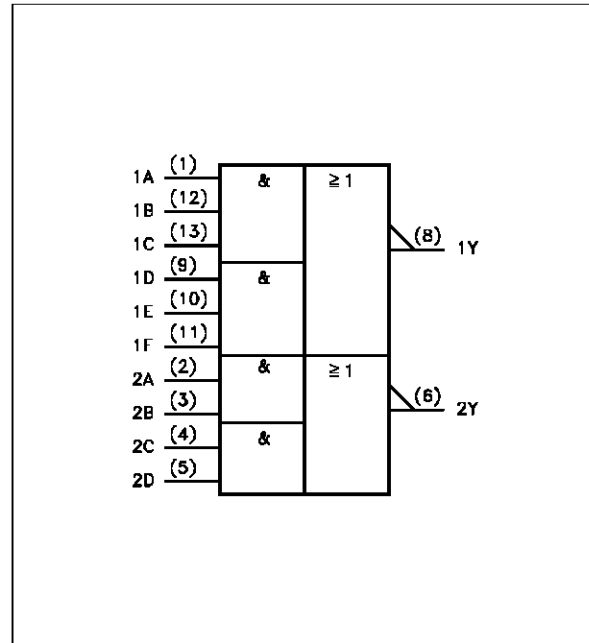 1A (1) & ≧ 1
1B (12)
1C (13) (8) 1Y
1D (9) &
1E (10)
1F (11)
2A (2) & ≧ 1
2B (3) (6) 2Y
2C (4) &
2D (5)